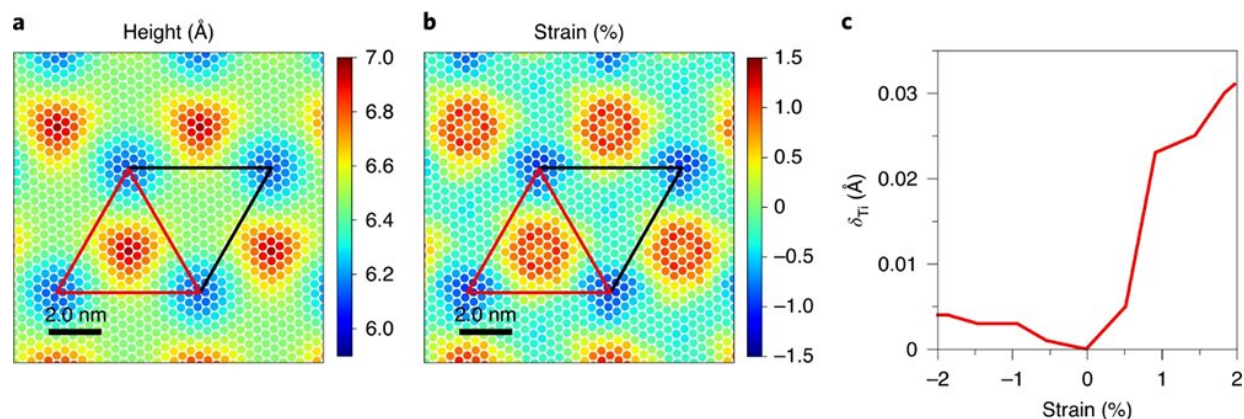 a
Height (Å)
7.0
6.8
6.6
6.4
6.2
6.0
2.0 nm
b
Strain (%)
1.5
1.0
0.5
0
−0.5
−1.0
−1.5
2.0 nm
c
δTi (Å)
0.03
0.02
0.01
0
−2
−1
0
1
2
Strain (%)